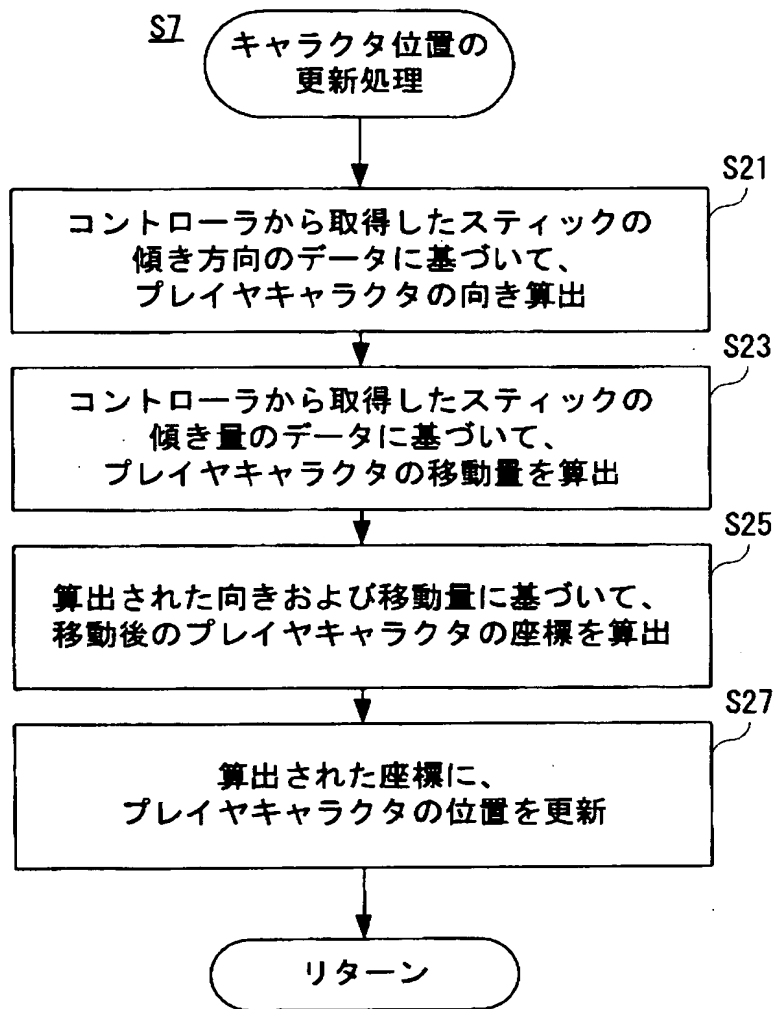 S7
キャラクタ位置の
更新処理
S21
コントローラから取得したスティックの
傾き方向のデータに基づいて、
プレイヤキャラクタの向き算出
S23
コントローラから取得したスティックの
傾き量のデータに基づいて、
プレイヤキャラクタの移動量を算出
S25
算出された向きおよび移動量に基づいて、
移動後のプレイヤキャラクタの座標を算出
S27
算出された座標に、
プレイヤキャラクタの位置を更新
リターン